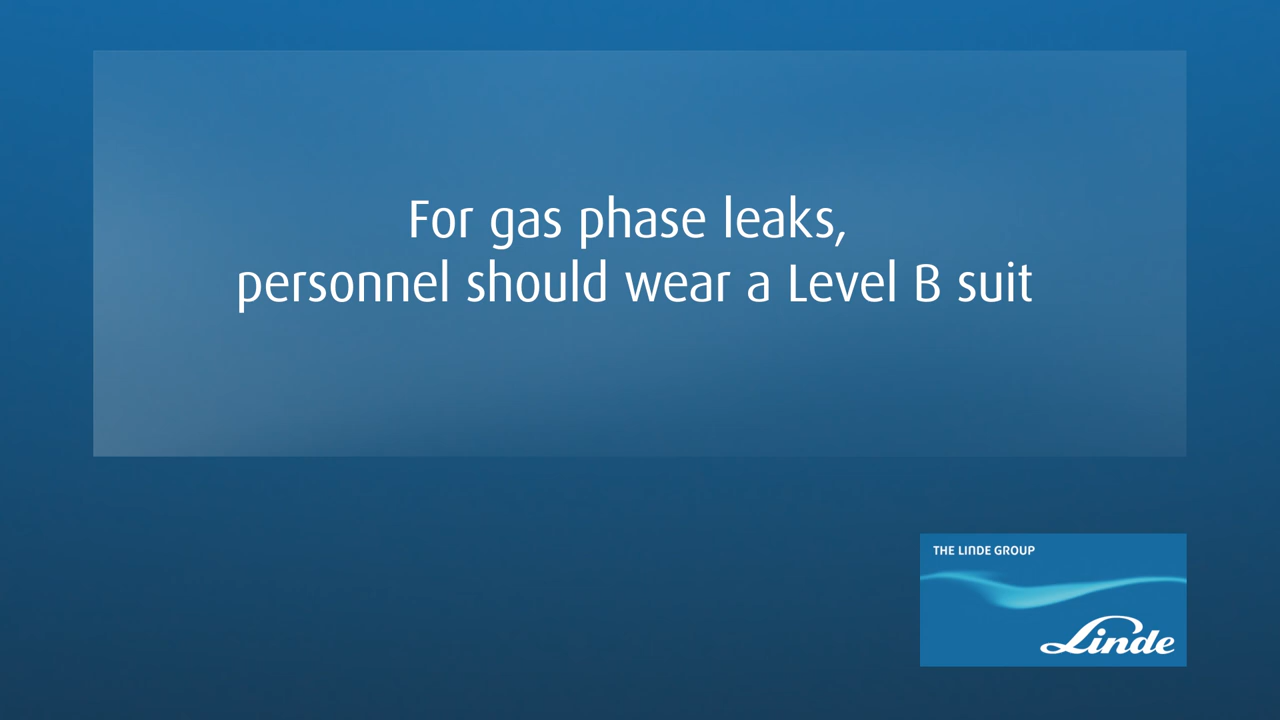 For gas phase leaks,
personnel should wear a Level B suit
THE LINDE GROUP
Linde